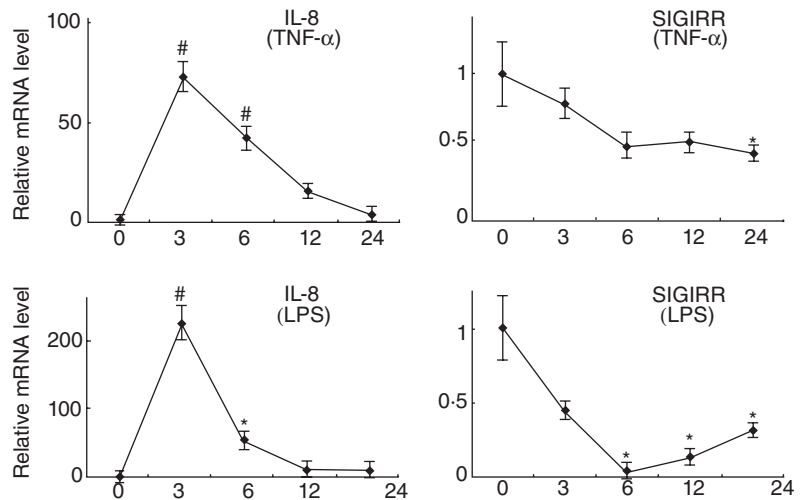 IL-8
(TNF-α)
100
50
0
Relative mRNA level
#
#
0 3 6 12 24
SIGIRR
(TNF-α)
1
0·5
0
*
0 3 6 12 24
IL-8
(LPS)
200
100
0
Relative mRNA level
#
*
0 3 6 12 24
SIGIRR
(LPS)
1
0·5
0
*
*
*
0 3 6 12 24